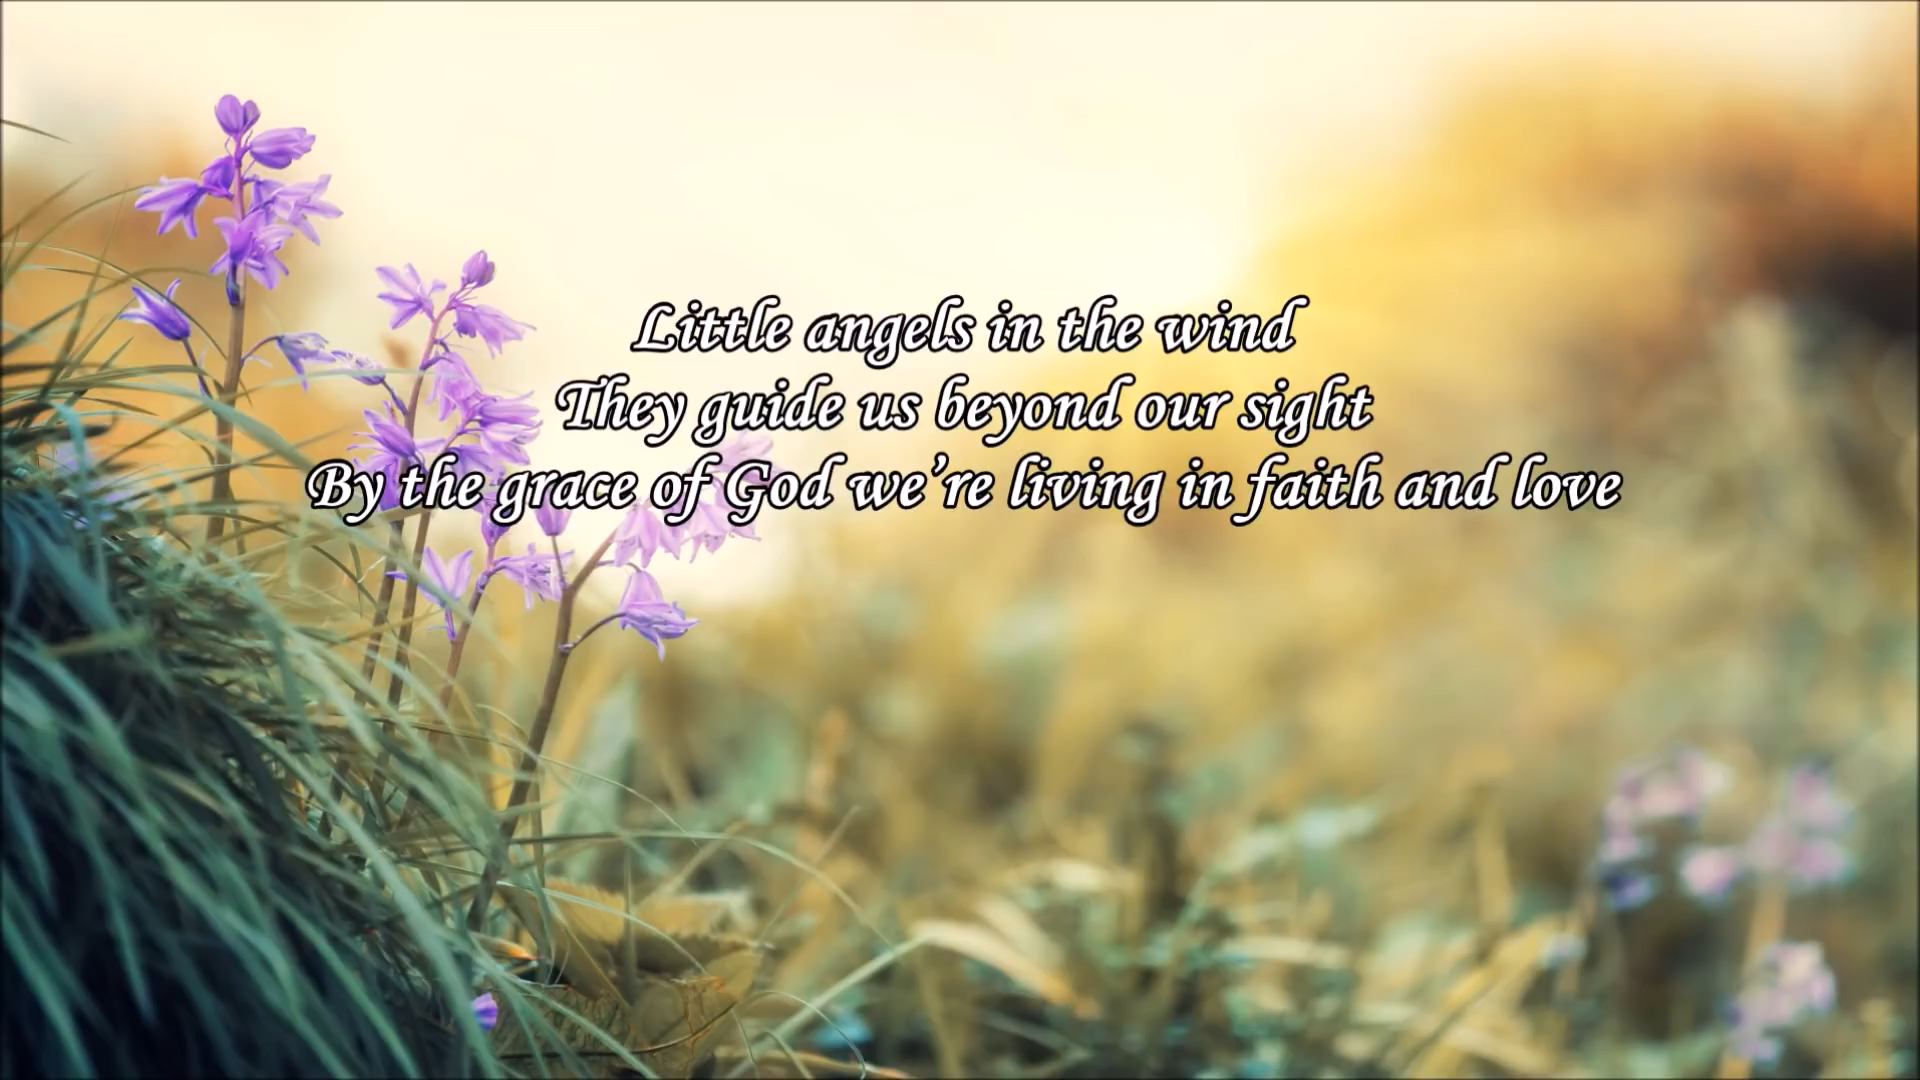 Little angels in the wind
They guide us beyond our sight
By the grace of God we’re living in faith and love